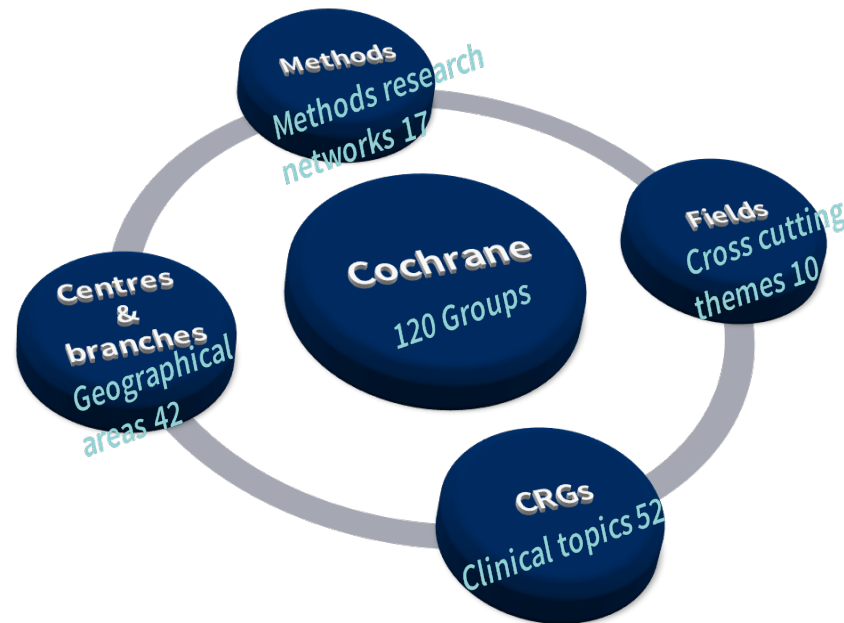 Methods
Methods research
networks 17
Fields
Cross cutting
themes 10
Cochrane
120 Groups
Centres
&
branches
Geographical
areas 42
CRGs
Clinical topics 52